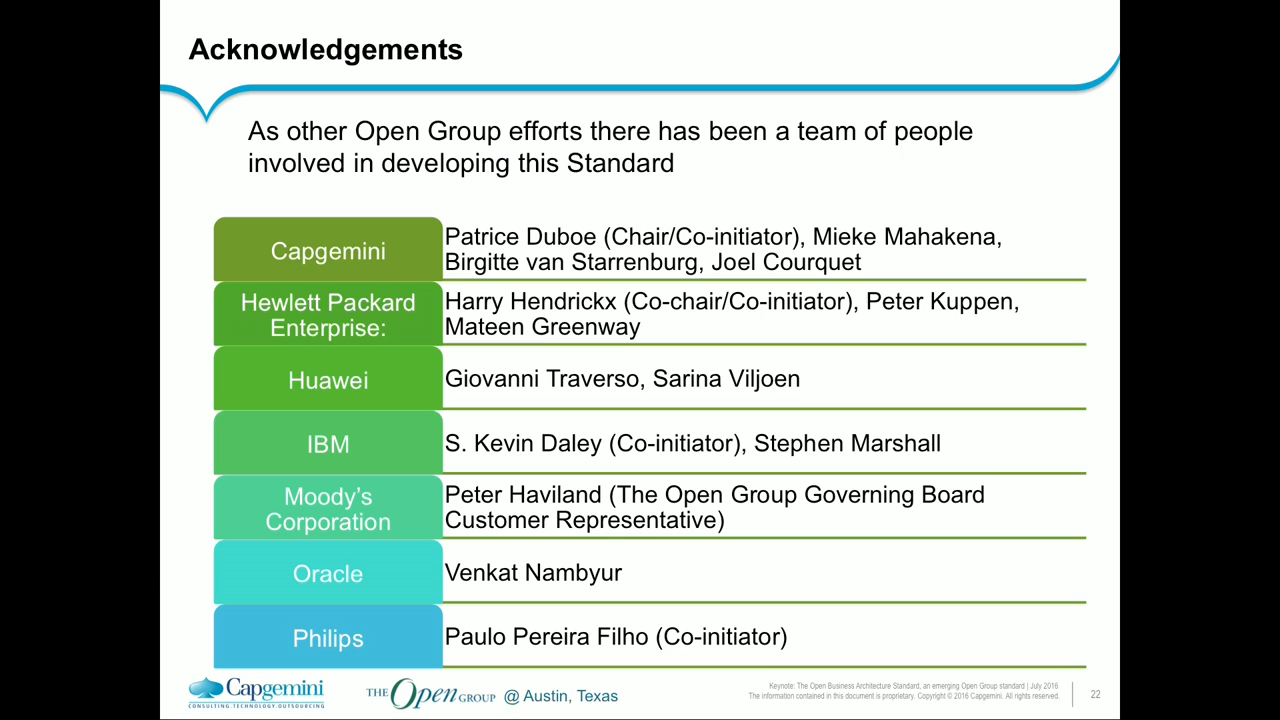 Acknowledgements
As other Open Group efforts there has been a team of people
involved in developing this Standard
Capgemini
Patrice Duboe (Chair/Co-initiator), Mieke Mahakena,
Birgitte van Starrenburg, Joel Courquet
Hewlett Packard
Enterprise:
Harry Hendrickx (Co-chair/Co-initiator), Peter Kuppen,
Mateen Greenway
Huawei
Giovanni Traverso, Sarina Viljoen
IBM
S. Kevin Daley (Co-initiator), Stephen Marshall
Moody’s
Corporation
Peter Haviland (The Open Group Governing Board
Customer Representative)
Oracle
Venkat Nambyur
Philips
Paulo Pereira Filho (Co-initiator)
Capgemini
CONSULTING.TECHNOLOGY.OUTSOURCING
THE Open GROUP @ Austin, Texas
Keynote: The Open Business Architecture Standard, an emerging Open Group standard | July 2016
The information contained in this document is proprietary. Copyright © 2016 Capgemini. All rights reserved.
22